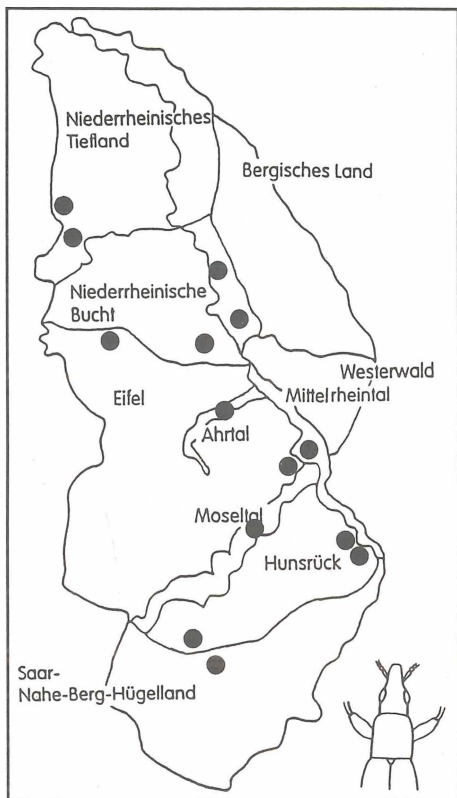 Niederrheinisches
Tiefland
Bergisches Land
Niederrheinische
Bucht
Westerwald
Eifel
Mittelrheintal
Ahrtal
Moseltal
Hunsrück
Saar-
Nahe-Berg-Hügelland